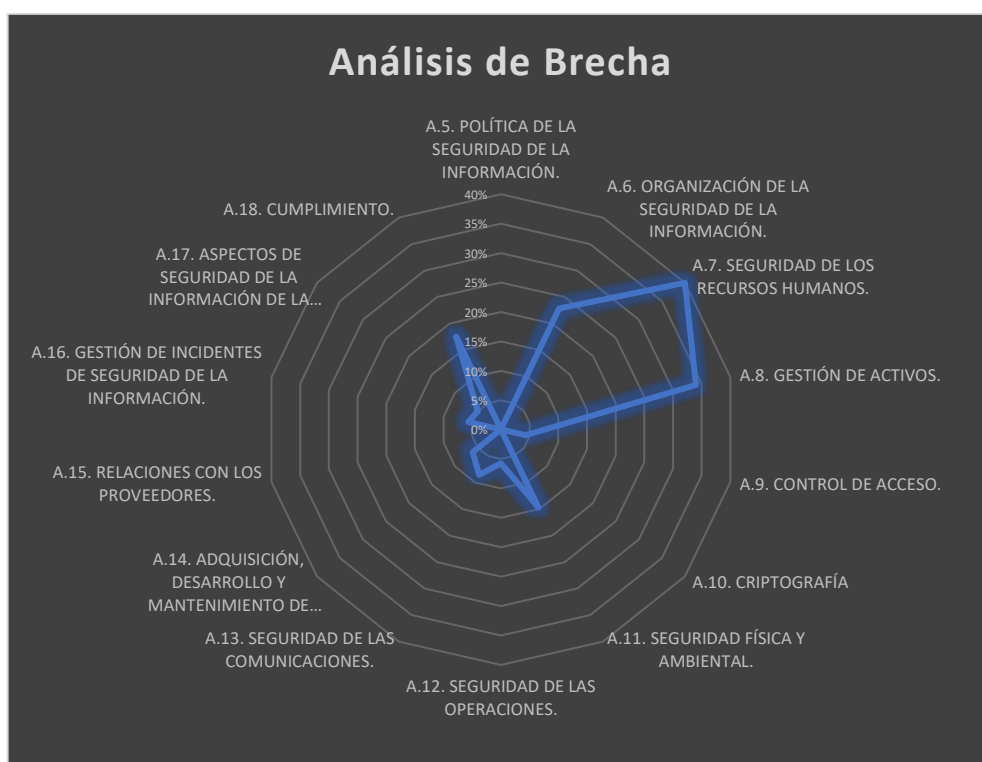 Análisis de Brecha
A.5. POLÍTICA DE LA
SEGURIDAD DE LA
INFORMACIÓN.
A.6. ORGANIZACIÓN DE LA
SEGURIDAD DE LA
INFORMACIÓN.
A.7. SEGURIDAD DE LOS
RECURSOS HUMANOS.
A.8. GESTIÓN DE ACTIVOS.
A.9. CONTROL DE ACCESO.
A.10. CRIPTOGRAFÍA
A.11. SEGURIDAD FÍSICA Y
AMBIENTAL.
A.12. SEGURIDAD DE LAS
OPERACIONES.
A.13. SEGURIDAD DE LAS
COMUNICACIONES.
A.14. ADQUISICIÓN,
DESARROLLO Y
MANTENIMIENTO DE…
A.15. RELACIONES CON LOS
PROVEEDORES.
A.16. GESTIÓN DE INCIDENTES
DE SEGURIDAD DE LA
INFORMACIÓN.
A.17. ASPECTOS DE
SEGURIDAD DE LA
INFORMACIÓN DE LA…
A.18. CUMPLIMIENTO.
40%
35%
30%
25%
20%
15%
10%
5%
0%